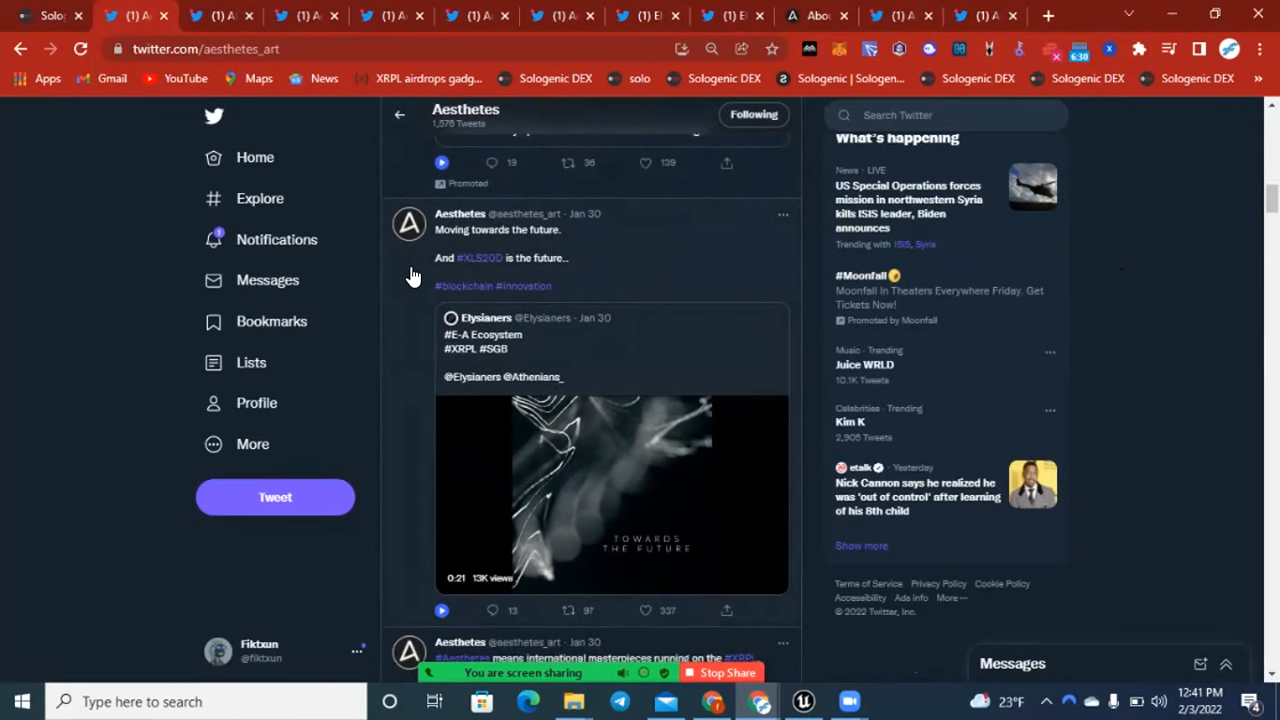 Solog
(1) A
(1) A
(1) A
(1) A
(1) A
(1) A
(1) El
(1) El
Abou
(1) A
(1) A
twitter.com/aesthetes_art
6:30
Apps
Gmail
YouTube
Maps
News
XRPL airdrops gadg...
Sologenic DEX
solo
Sologenic DEX
Sologenic | Sologen...
Sologenic DEX
Sologenic DEX
Sologenic DEX
Home
Explore
Notifications
1
Messages
Bookmarks
Lists
Profile
More
Tweet
Fiktxun
@fiktxun
Aesthetes
1,576 Tweets
Following
19
36
139
Promoted
Aesthetes @aesthetes_art · Jan 30
Moving towards the future.
And #XLS20D is the future...
#blockchain #innovation
Elysianers @Elysianers · Jan 30
#E-A Ecosystem
#XRPL #SGB
@Elysianers @Athenians_
TOWARDS
THE FUTURE
0:21 13K views
13
97
337
Aesthetes @aesthetes_art · Jan 30
#Aesthetes means international masterpieces running on the #XRPL
You are screen sharing
Stop Share
Search Twitter
What's happening
News · LIVE
US Special Operations forces
mission in northwestern Syria
kills ISIS leader, Biden
announces
Trending with ISIS, Syria
#Moonfall
Moonfall In Theaters Everywhere Friday. Get
Tickets Now!
Promoted by Moonfall
Music · Trending
Juice WRLD
10.1K Tweets
Celebrities · Trending
Kim K
2,905 Tweets
etalk · Yesterday
Nick Cannon says he realized he
was 'out of control' after learning
of his 8th child
Show more
Terms of Service Privacy Policy Cookie Policy
Accessibility Ads info More ...
© 2022 Twitter, Inc.
Messages
Type here to search
23°F
12:41 PM
2/3/2022
4